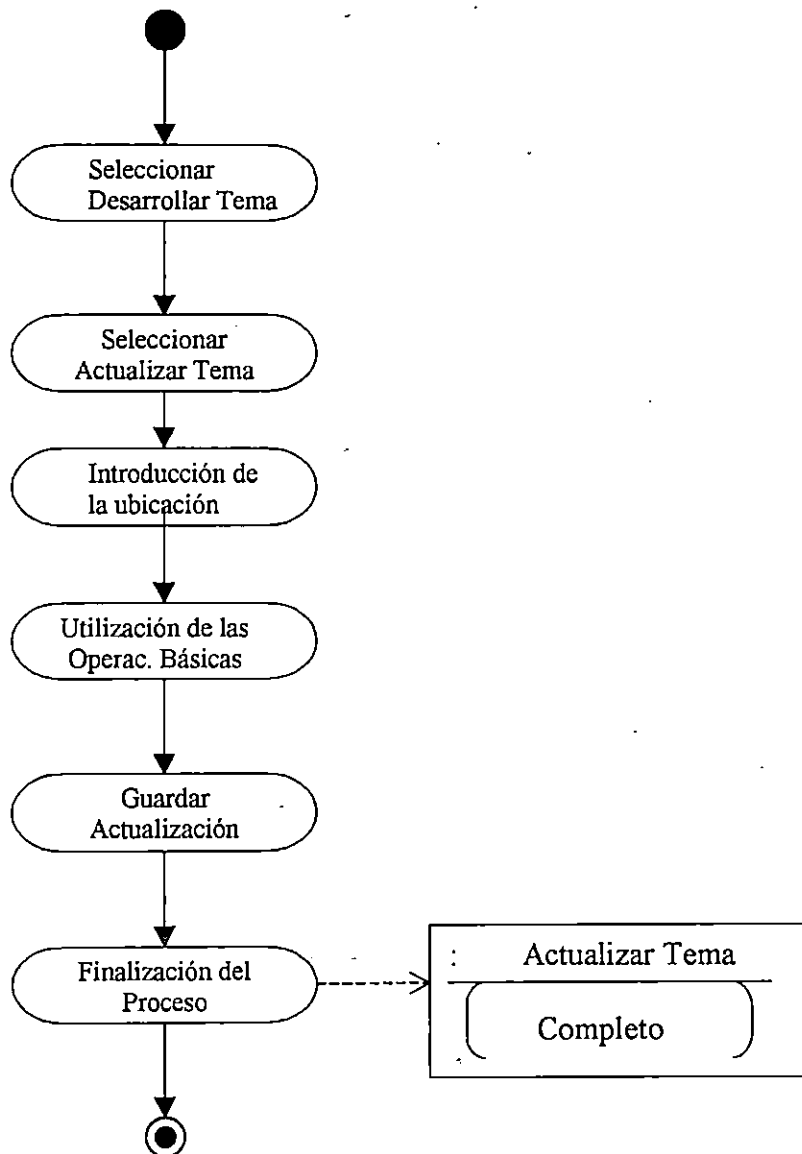 Seleccionar
Desarrollar Tema
Seleccionar
Actualizar Tema
Introducción de
la ubicación
Utilización de las
Operac. Básicas
Guardar
Actualización
Finalización del
Proceso
: Actualizar Tema
Completo